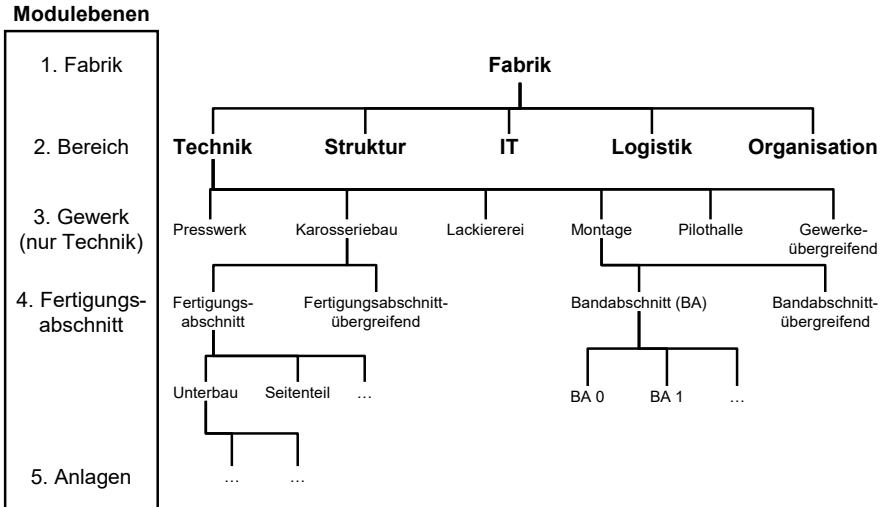 Modulebenen
1. Fabrik
Fabrik
2. Bereich
Technik
Struktur
IT
Logistik
Organisation
3. Gewerk
(nur Technik)
Presswerk
Karosseriebau
Lackiererei
Montage
Pilothalle
Gewerke-
übergreifend
4. Fertigungs-
abschnitt
Fertigungs-
abschnitt
Fertigungsabschnitt-
übergreifend
Bandabschnitt (BA)
Bandabschnitt-
übergreifend
Unterbau
Seitenteil
…
BA 0
BA 1
…
5. Anlagen
…
…